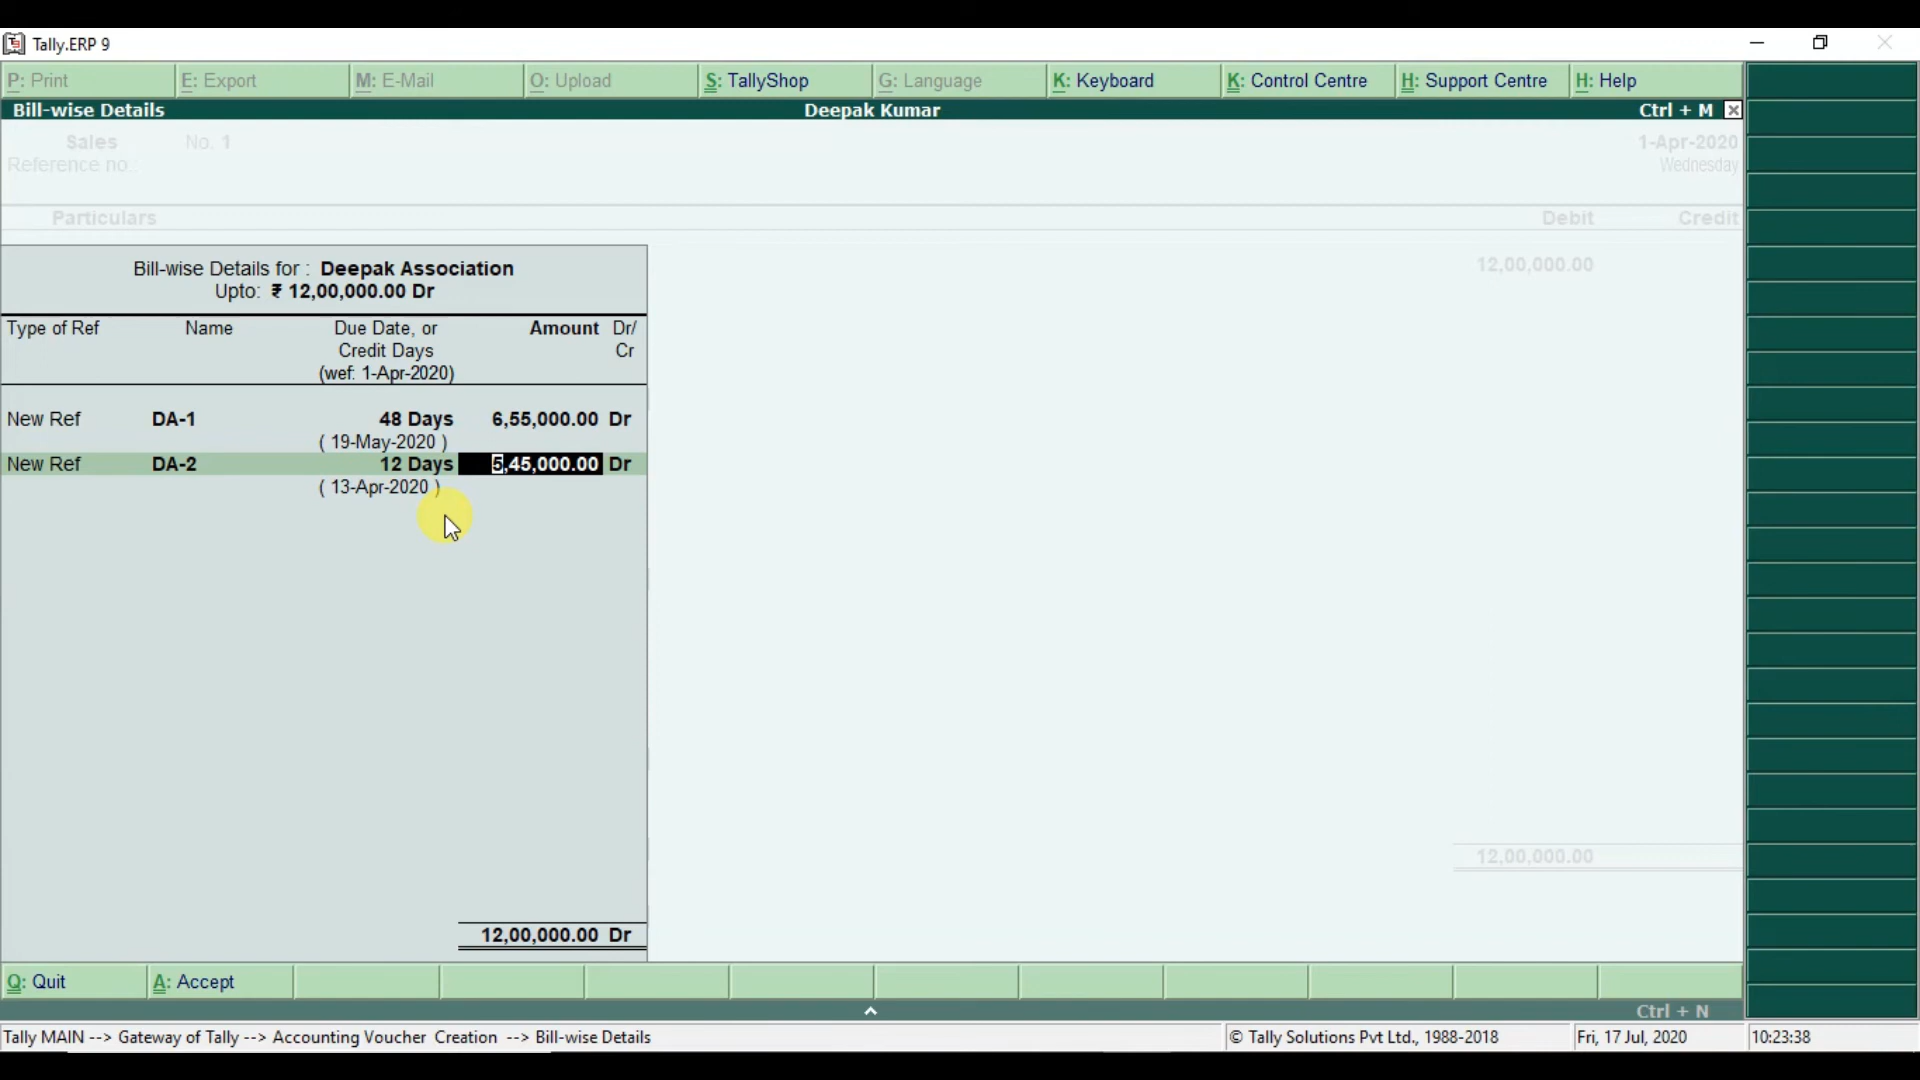 Tally.ERP 9
P: Print E: Export M: E-Mail O: Upload S: TallyShop G: Language K: Keyboard K: Control Centre H: Support Centre H: Help
Bill-wise Details Deepak Kumar Ctrl + M
Sales No. 1 1-Apr-2020
Reference no.: Wednesday
Particulars Debit Credit
12,00,000.00
Bill-wise Details for : Deepak Association
Upto: ₹ 12,00,000.00 Dr
Type of Ref Name Due Date, or Amount Dr/
Credit Days Cr
(wef: 1-Apr-2020)
New Ref DA-1 48 Days 6,55,000.00 Dr
( 19-May-2020 )
New Ref DA-2 12 Days 5,45,000.00 Dr
( 13-Apr-2020 )
12,00,000.00
12,00,000.00 Dr
Q: Quit A: Accept
Ctrl + N
Tally MAIN --> Gateway of Tally --> Accounting Voucher Creation --> Bill-wise Details © Tally Solutions Pvt Ltd., 1988-2018 Fri, 17 Jul, 2020 10:23:38